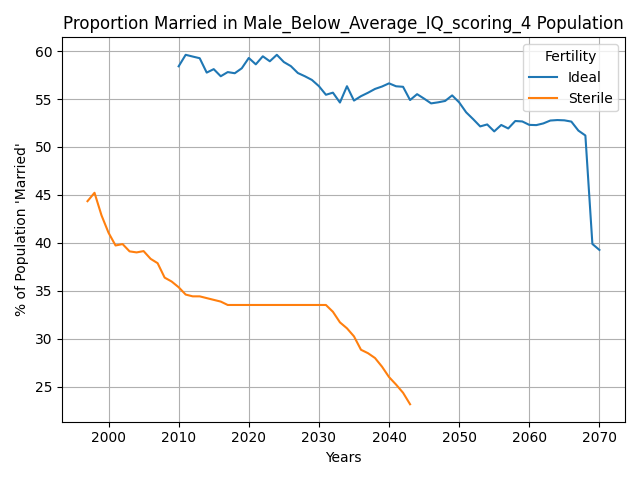 Proportion Married in Male_Below_Average_IQ_scoring_4 Population
% of Population 'Married'
60
55
50
45
40
35
30
25
Fertility
Ideal
Sterile
2000 2010 2020 2030 2040 2050 2060 2070
Years